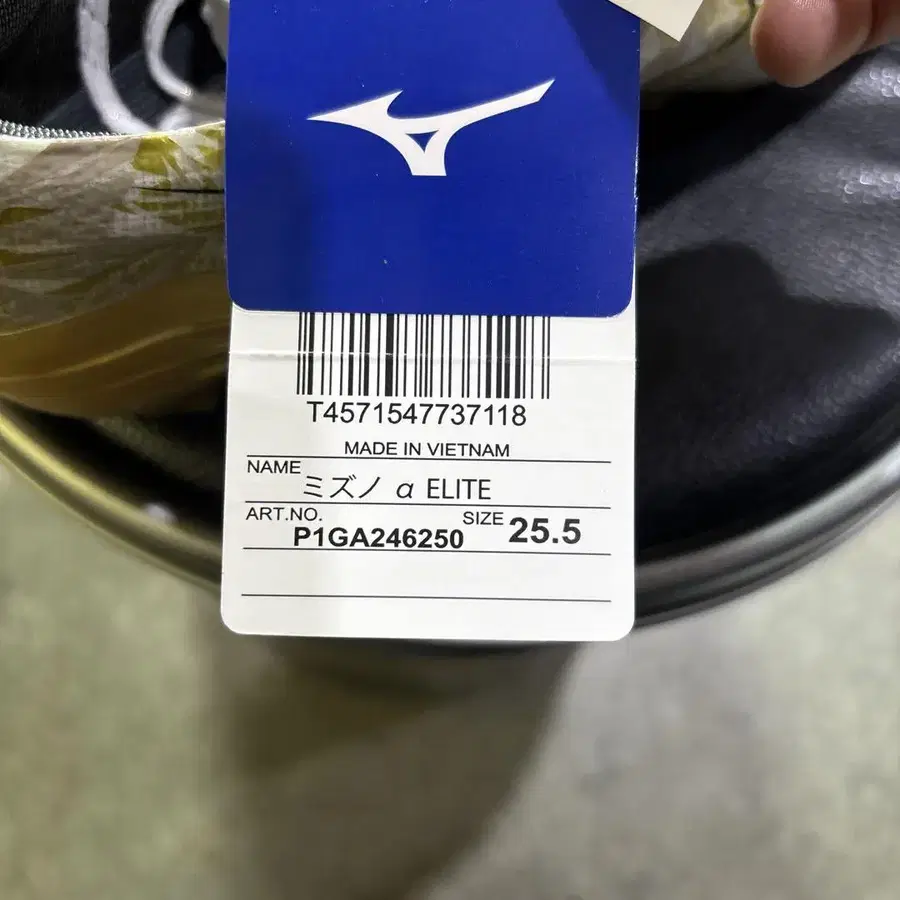 T4571547737118
MADE IN VIETNAM
NAME ミズノ α ELITE
ART.NO. P1GA246250 SIZE 25.5